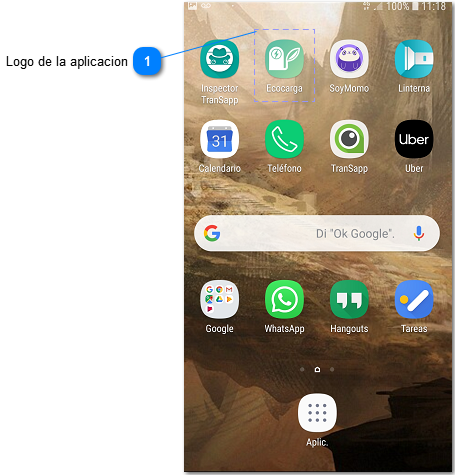 100% 11:18
Logo de la aplicacion 1
Inspector Ecocarga SoyMomo Linterna
TranSapp
31 Uber
Calendario Teléfono TranSapp Uber
G Di "Ok Google".
Google WhatsApp Hangouts Tareas
Aplic.